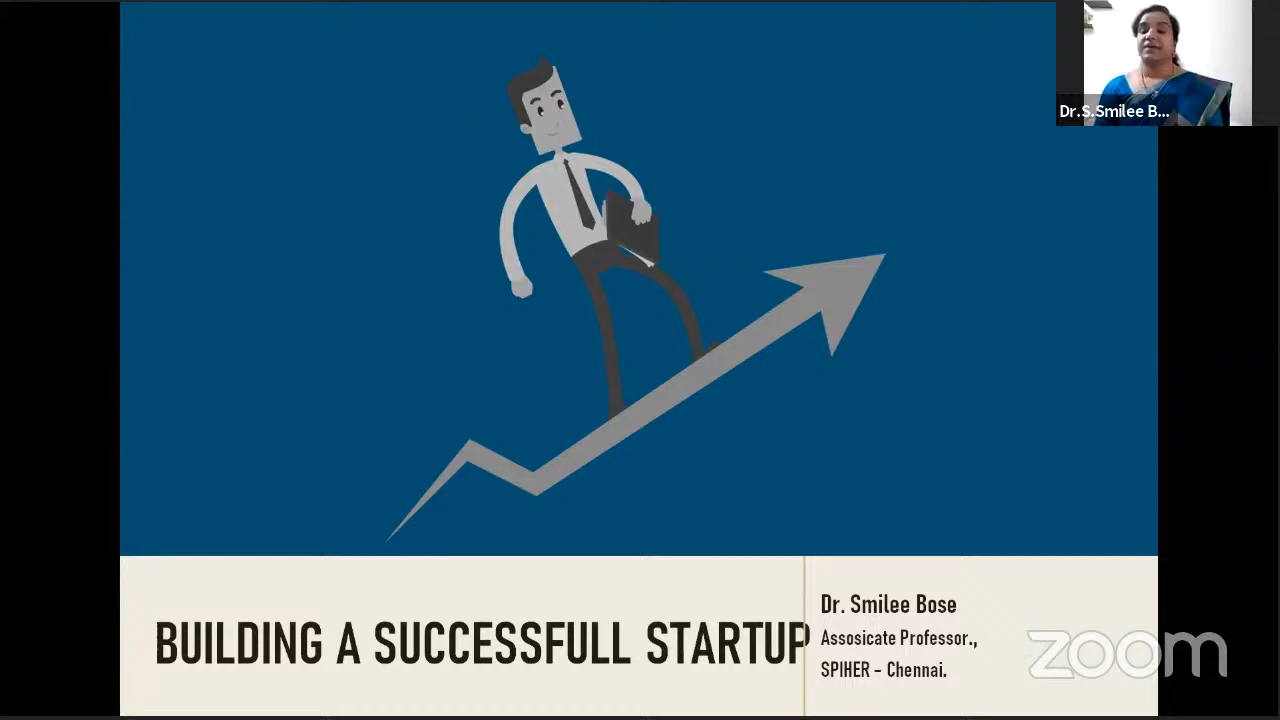 Dr.S.Smilee B...
BUILDING A SUCCESSFULL STARTUP
Dr. Smilee Bose
Assosicate Professor.,
SPIHER - Chennai.
zoom